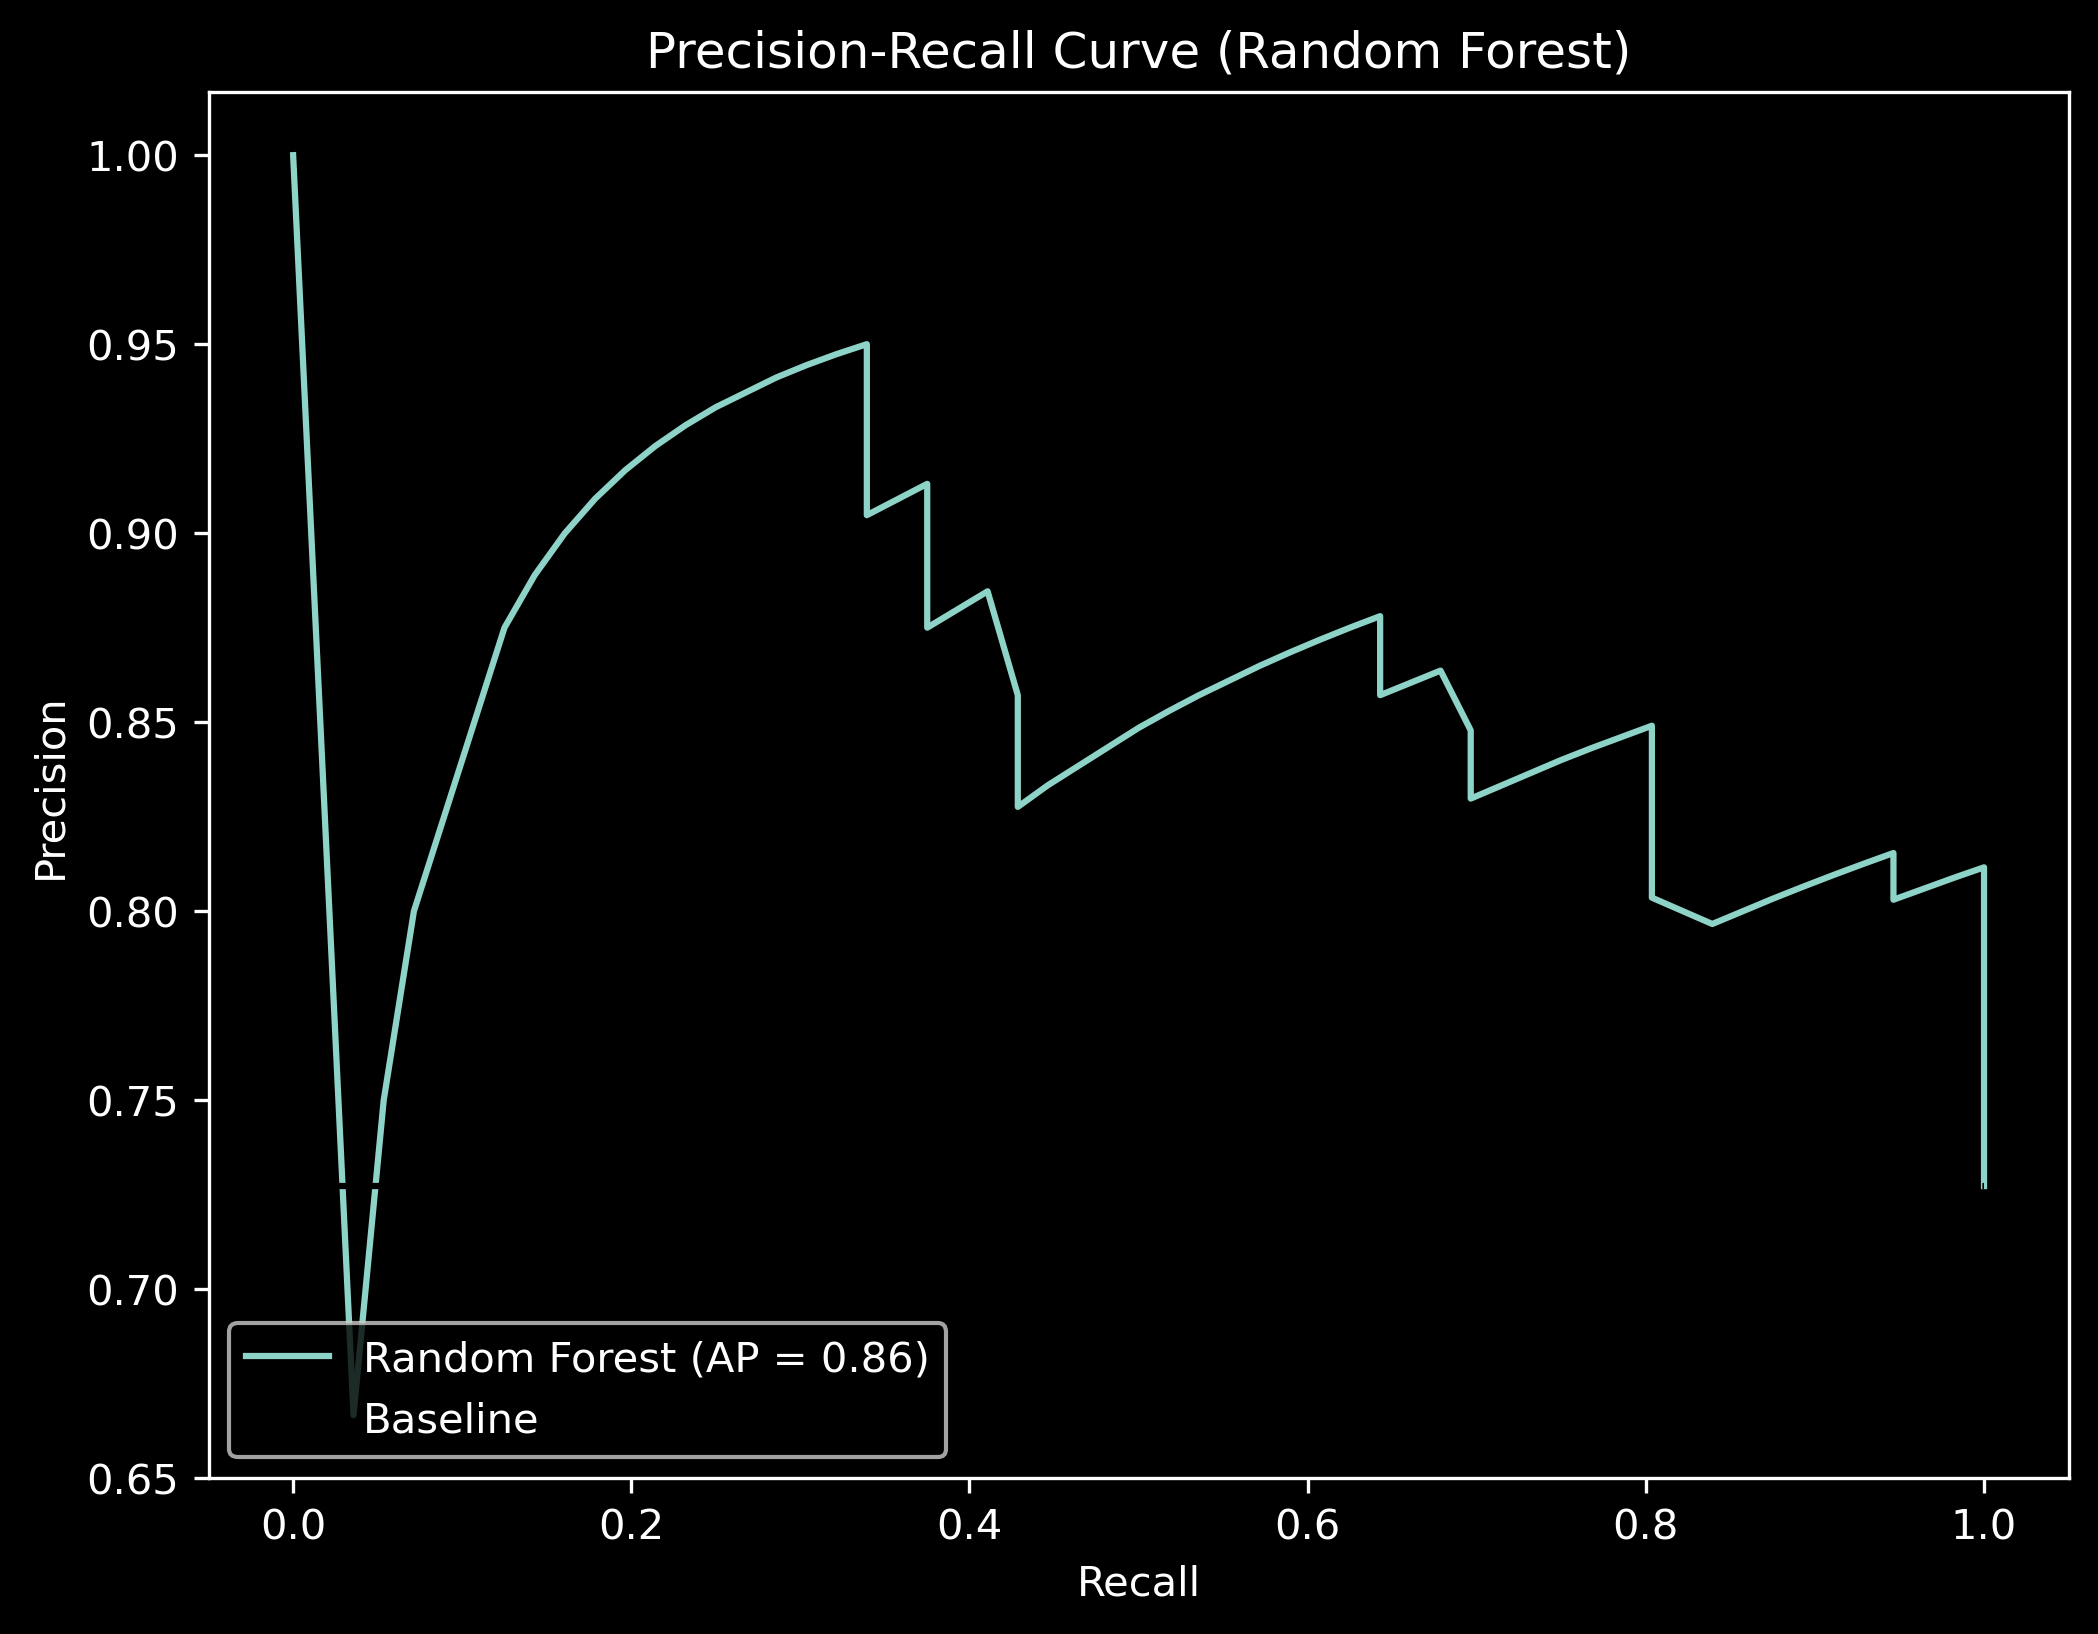 Precision-Recall Curve (Random Forest)
1.00
0.95
0.90
0.85
0.80
0.75
0.70
0.65
Precision
Random Forest (AP = 0.86)
Baseline
0.0 0.2 0.4 0.6 0.8 1.0
Recall